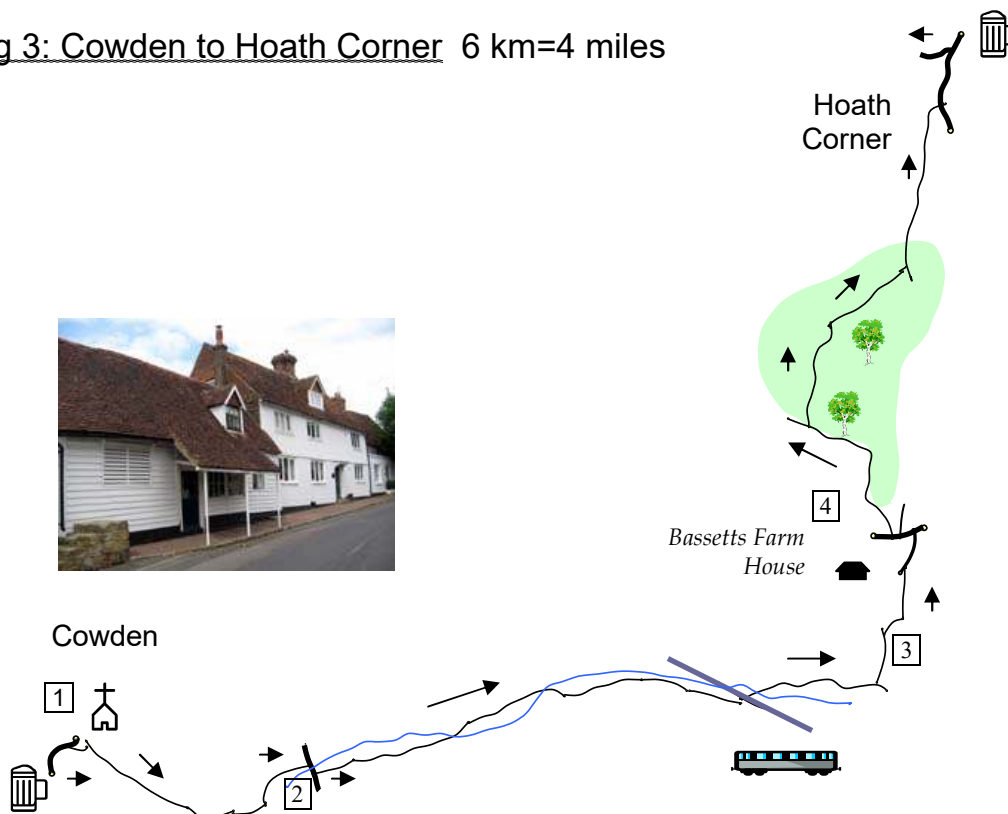 g 3: Cowden to Hoath Corner 6 km=4 miles
Hoath
Corner
4
Bassetts Farm
House
Cowden
3
1
2